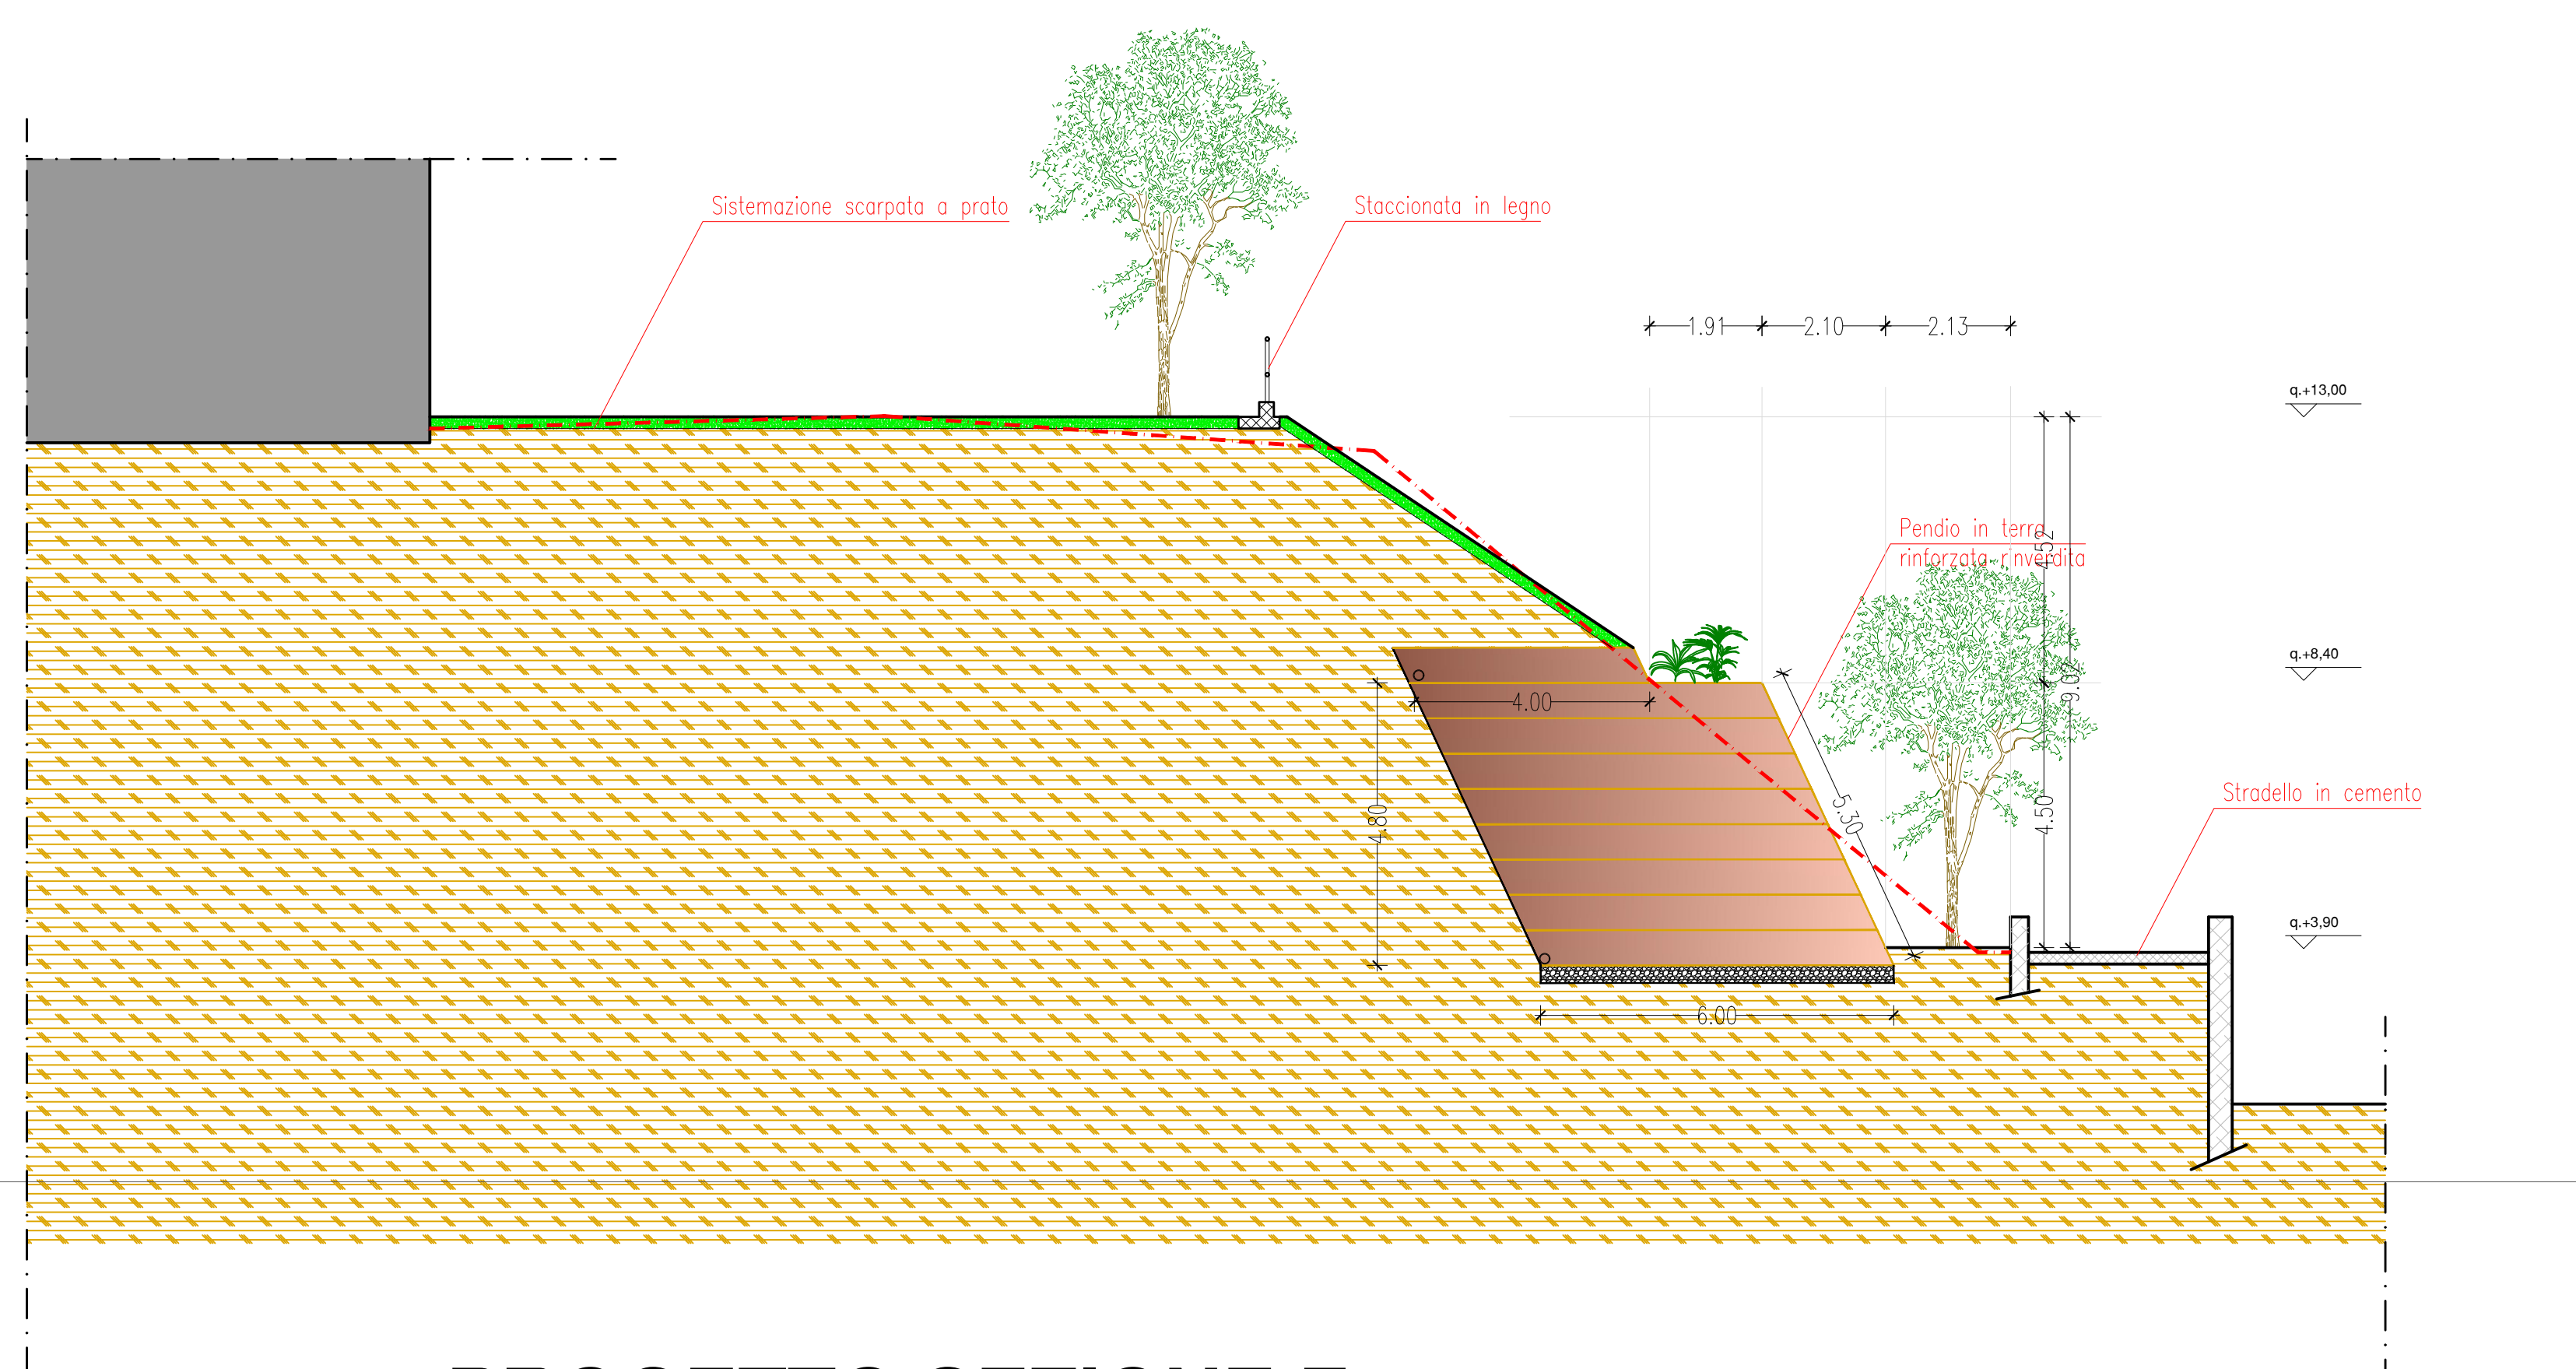 Sistemazione scarpata a prato
Staccionata in legno
1.91
2.10
2.13
q.+13,00
Pendio in terra
rinforzata rinverdita
4.52
q.+8,40
9.02
4.00
4.80
5.30
4.50
Stradello in cemento
q.+3,90
6.00